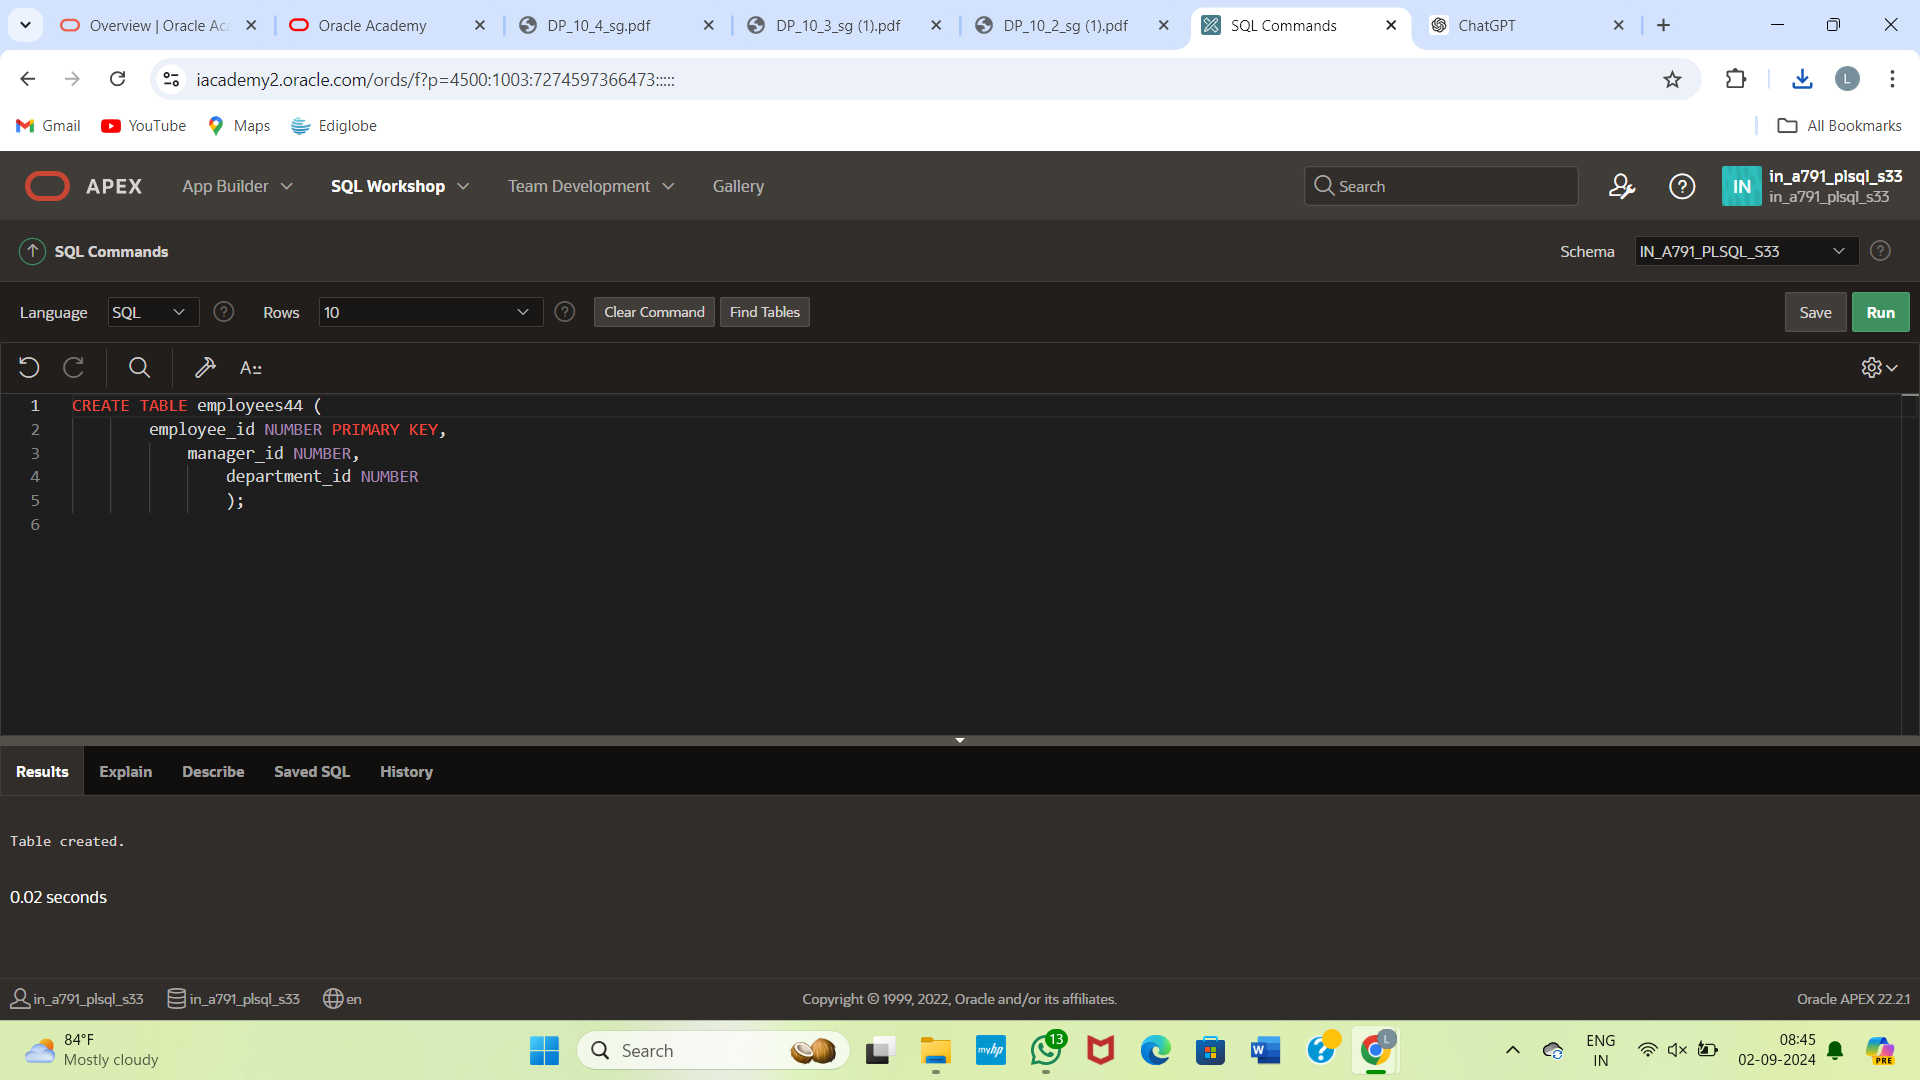 Overview | Oracle Ac
Oracle Academy
DP_10_4_sg.pdf
DP_10_3_sg (1).pdf
DP_10_2_sg (1).pdf
SQL Commands
ChatGPT
iacademy2.oracle.com/ords/f?p=4500:1003:7274597366473:::::
L
Gmail
YouTube
Maps
Ediglobe
All Bookmarks
APEX
App Builder
SQL Workshop
Team Development
Gallery
Search
IN
in_a791_plsql_s33
in_a791_plsql_s33
SQL Commands
Schema
IN_A791_PLSQL_S33
Language
SQL
Rows
10
Clear Command
Find Tables
Save
Run
A::
1 CREATE TABLE employees44 (
2 employee_id NUMBER PRIMARY KEY,
3 manager_id NUMBER,
4 department_id NUMBER
5 );
6
Results
Explain
Describe
Saved SQL
History
Table created.
0.02 seconds
in_a791_plsql_s33
in_a791_plsql_s33
en
Copyright © 1999, 2022, Oracle and/or its affiliates.
Oracle APEX 22.2.1
84°F
Mostly cloudy
Search
myhp
13
W
L
ENG
IN
08:45
02-09-2024
PRE